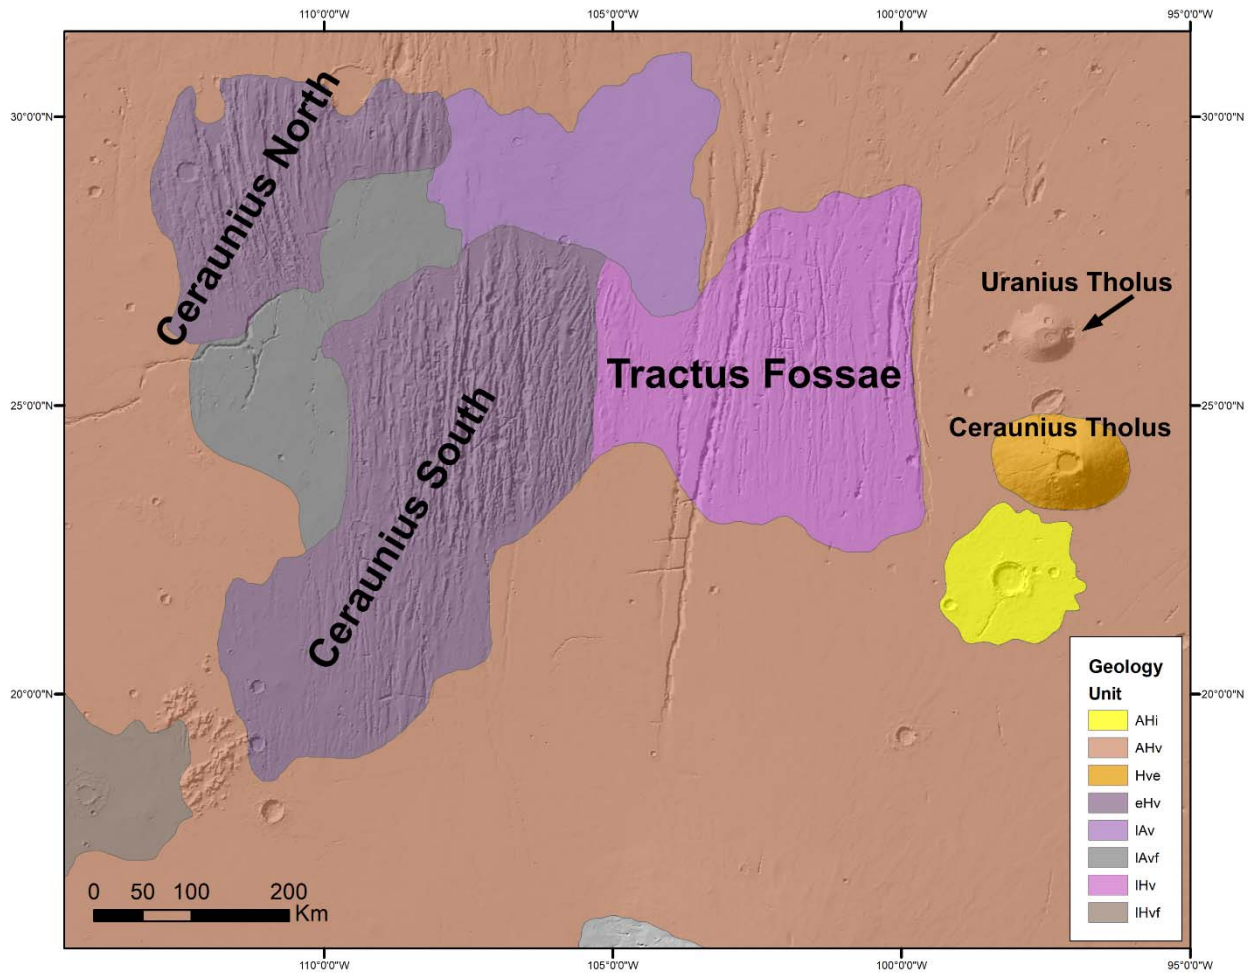 110°0'0"W 105°0'0"W 100°0'0"W 95°0'0"W
30°0'0"N 30°0'0"N
Ceraunius North
Uranius Tholus
Tractus Fossae
25°0'0"N 25°0'0"N
Ceraunius Tholus
Ceraunius South
20°0'0"N 20°0'0"N
Geology
Unit
AHi
AHv
Hve
eHv
lAv
lAvf
lHv
lHvf
0 50 100 200
Km
110°0'0"W 105°0'0"W 100°0'0"W 95°0'0"W